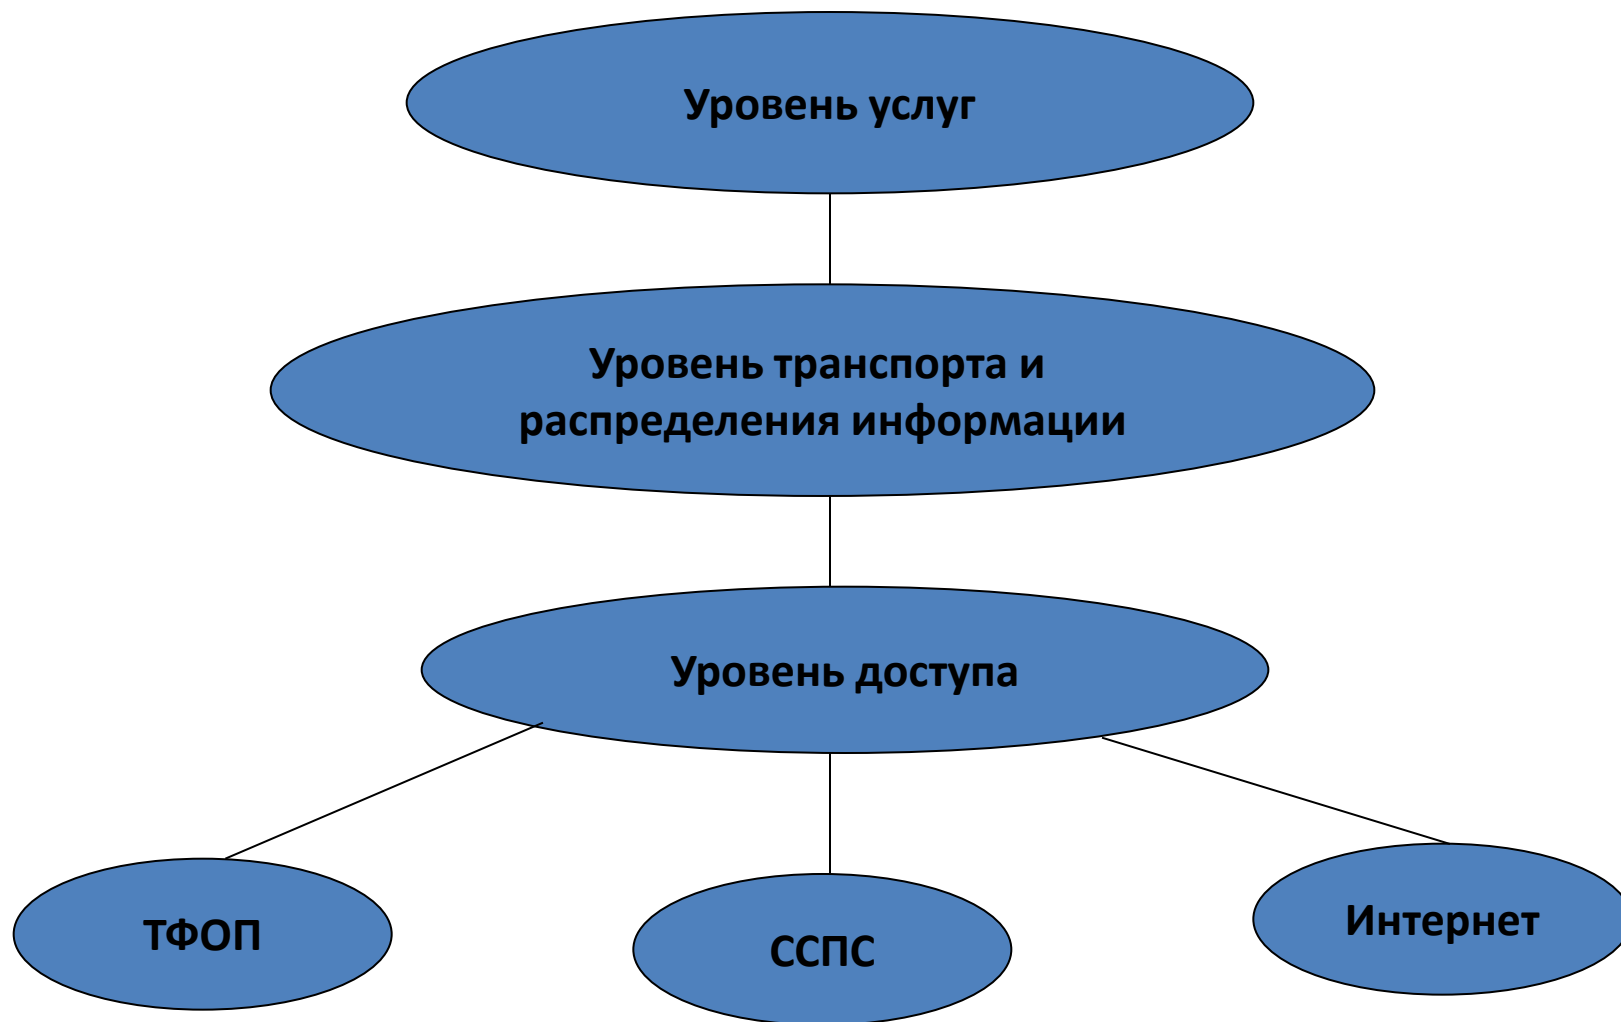 Уровень услуг
Уровень транспорта и
распределения информации
Уровень доступа
ТФОП
ССПС
Интернет